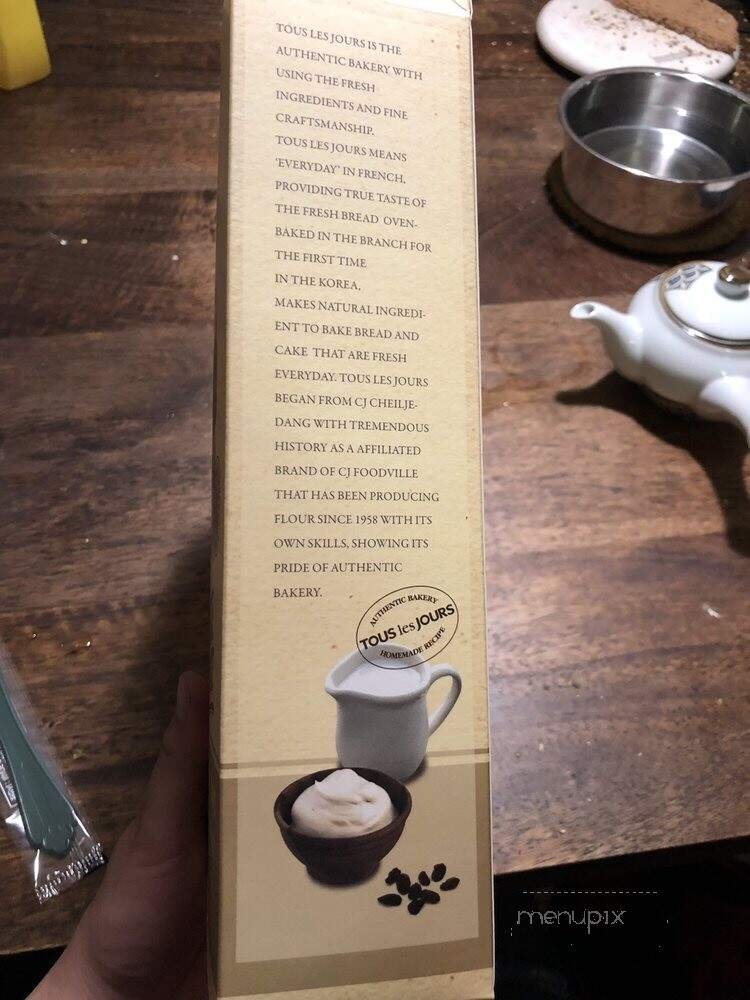 TOUS LES JOURS IS THE
AUTHENTIC BAKERY WITH
USING THE FRESH
INGREDIENTS AND FINE
CRAFTSMANSHIP.
TOUS LES JOURS MEANS
'EVERYDAY' IN FRENCH,
PROVIDING TRUE TASTE OF
THE FRESH BREAD OVEN-
BAKED IN THE BRANCH FOR
THE FIRST TIME
IN THE KOREA,
MAKES NATURAL INGREDI-
ENT TO BAKE BREAD AND
CAKE THAT ARE FRESH
EVERYDAY. TOUS LES JOURS
BEGAN FROM CJ CHEILJE-
DANG WITH TREMENDOUS
HISTORY AS A AFFILIATED
BRAND OF CJ FOODVILLE
THAT HAS BEEN PRODUCING
FLOUR SINCE 1958 WITH ITS
OWN SKILLS, SHOWING ITS
PRIDE OF AUTHENTIC
BAKERY.
AUTHENTIC BAKERY
TOUS les JOURS
HOMEMADE RECIPE
menupix